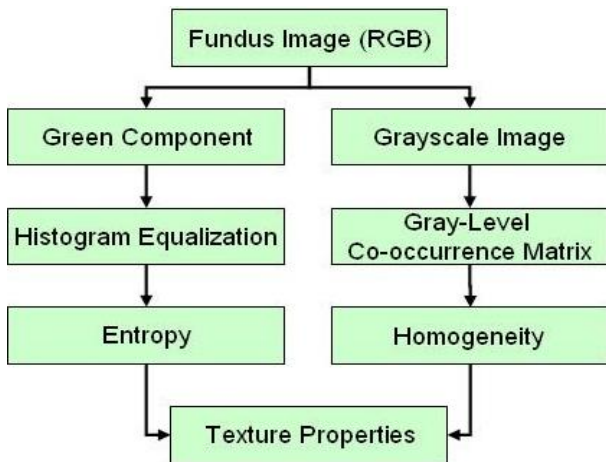 Fundus Image (RGB)
Green Component
Grayscale Image
Histogram Equalization
Gray-Level
Co-occurrence Matrix
Entropy
Homogeneity
Texture Properties